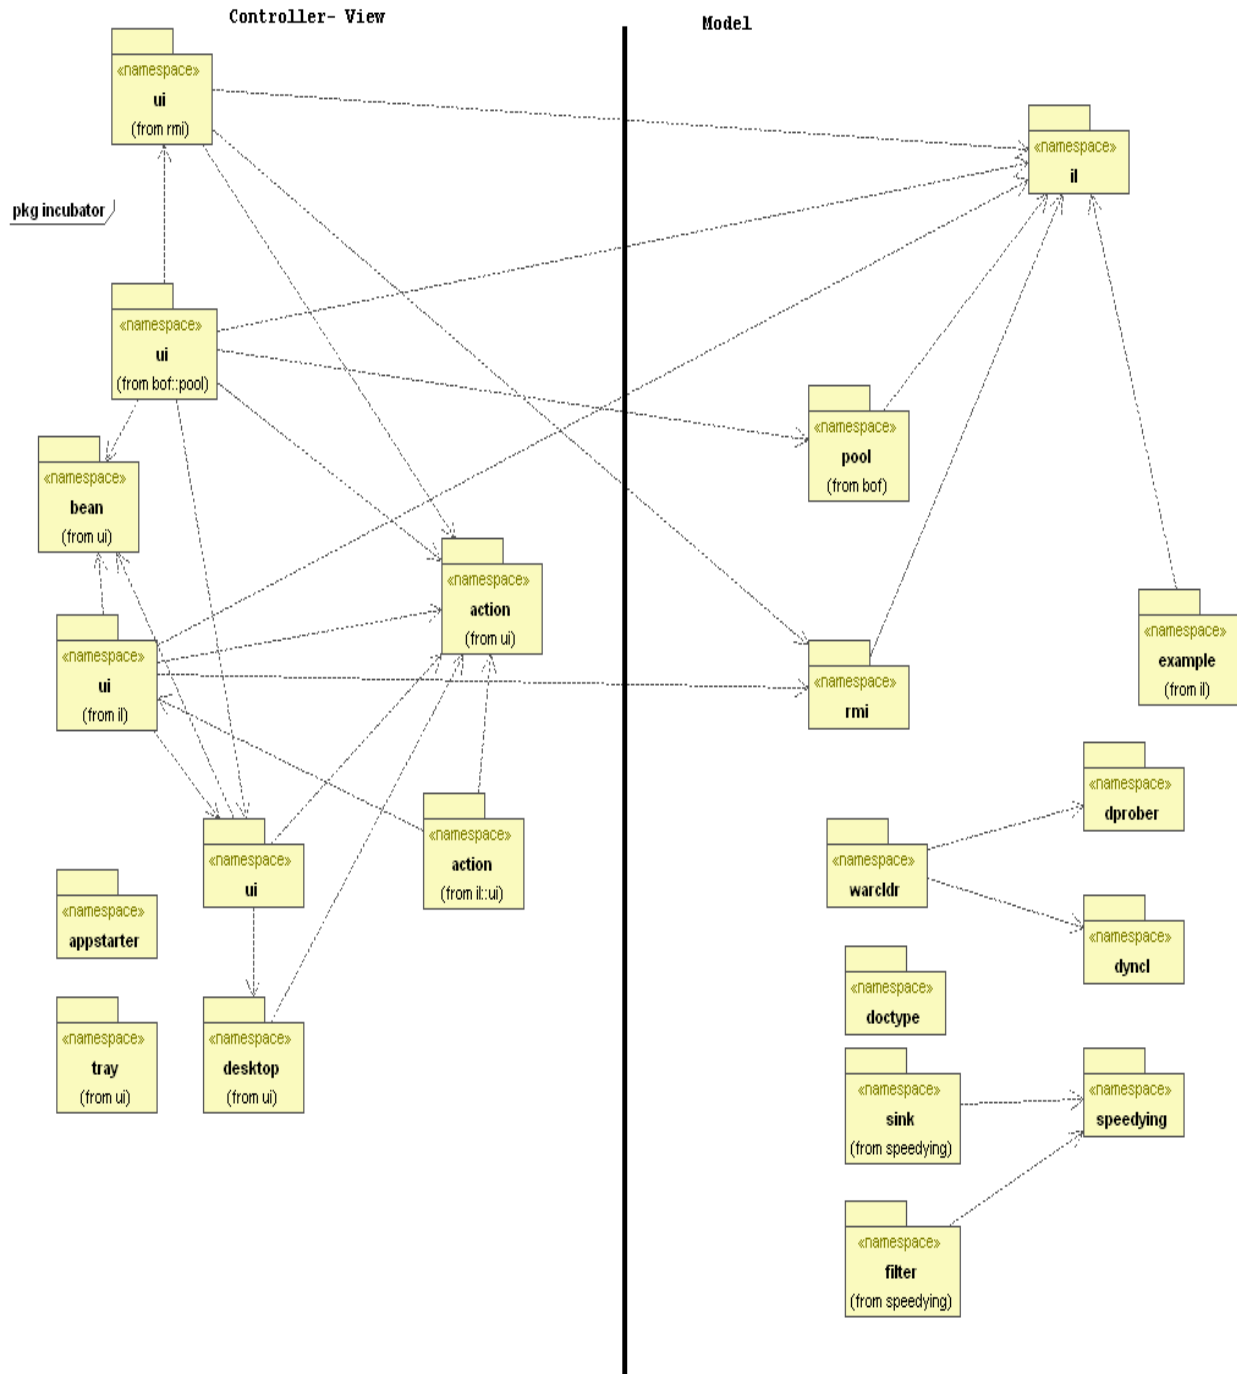 Controller- View
Model
«namespace»
ui
(from rmi)
«namespace»
il
pkg incubator
«namespace»
ui
(from bof::pool)
«namespace»
pool
(from bof)
«namespace»
bean
(from ui)
«namespace»
action
(from ui)
«namespace»
ui
(from il)
«namespace»
rmi
«namespace»
example
(from il)
«namespace»
dprober
«namespace»
ui
«namespace»
action
(from il::ui)
«namespace»
warcldr
«namespace»
appstarter
«namespace»
dyncl
«namespace»
doctype
«namespace»
tray
(from ui)
«namespace»
desktop
(from ui)
«namespace»
sink
(from speedying)
«namespace»
speedying
«namespace»
filter
(from speedying)